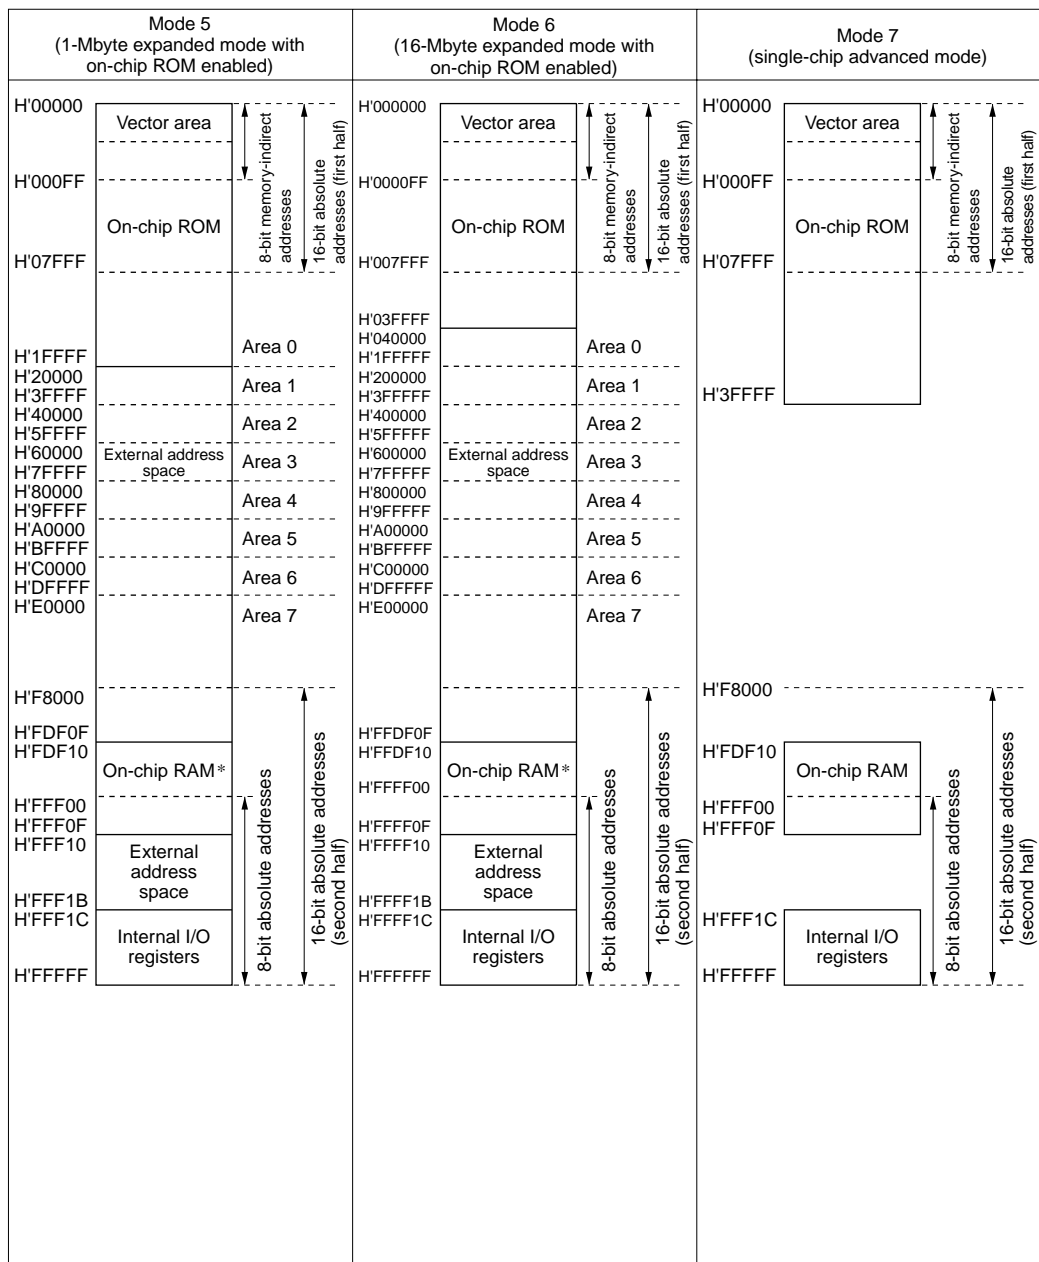 Mode 5
(1-Mbyte expanded mode with
on-chip ROM enabled)
H'00000
Vector area
H'000FF
On-chip ROM
H'07FFF
8-bit memory-indirect
addresses
16-bit absolute
addresses (first half)
H'1FFFF
Area 0
H'20000
H'3FFFF
Area 1
H'40000
H'5FFFF
Area 2
H'60000
H'7FFFF
External address
space
Area 3
H'80000
H'9FFFF
Area 4
H'A0000
H'BFFFF
Area 5
H'C0000
H'DFFFF
Area 6
H'E0000
Area 7
H'F8000
H'FDF0F
H'FDF10
On-chip RAM*
H'FFF00
H'FFF0F
H'FFF10
External
address
space
H'FFF1B
H'FFF1C
Internal I/O
registers
H'FFFFF
8-bit absolute addresses
16-bit absolute addresses
(second half)
Mode 6
(16-Mbyte expanded mode with
on-chip ROM enabled)
H'000000
Vector area
H'0000FF
On-chip ROM
H'007FFF
8-bit memory-indirect
addresses
16-bit absolute
addresses (first half)
H'03FFFF
H'040000
H'1FFFFF
Area 0
H'200000
H'3FFFFF
Area 1
H'400000
H'5FFFFF
Area 2
H'600000
H'7FFFFF
External address
space
Area 3
H'800000
H'9FFFFF
Area 4
H'A00000
H'BFFFFF
Area 5
H'C00000
H'DFFFFF
Area 6
H'E00000
Area 7
H'FFDF0F
H'FFDF10
On-chip RAM*
H'FFFF00
H'FFFF0F
H'FFFF10
External
address
space
H'FFFF1B
H'FFFF1C
Internal I/O
registers
H'FFFFFF
8-bit absolute addresses
16-bit absolute addresses
(second half)
Mode 7
(single-chip advanced mode)
H'00000
Vector area
H'000FF
On-chip ROM
H'07FFF
8-bit memory-indirect
addresses
16-bit absolute
addresses (first half)
H'3FFFF
H'F8000
H'FDF10
On-chip RAM
H'FFF00
H'FFF0F
H'FFF1C
Internal I/O
registers
H'FFFFF
8-bit absolute addresses
16-bit absolute addresses
(second half)